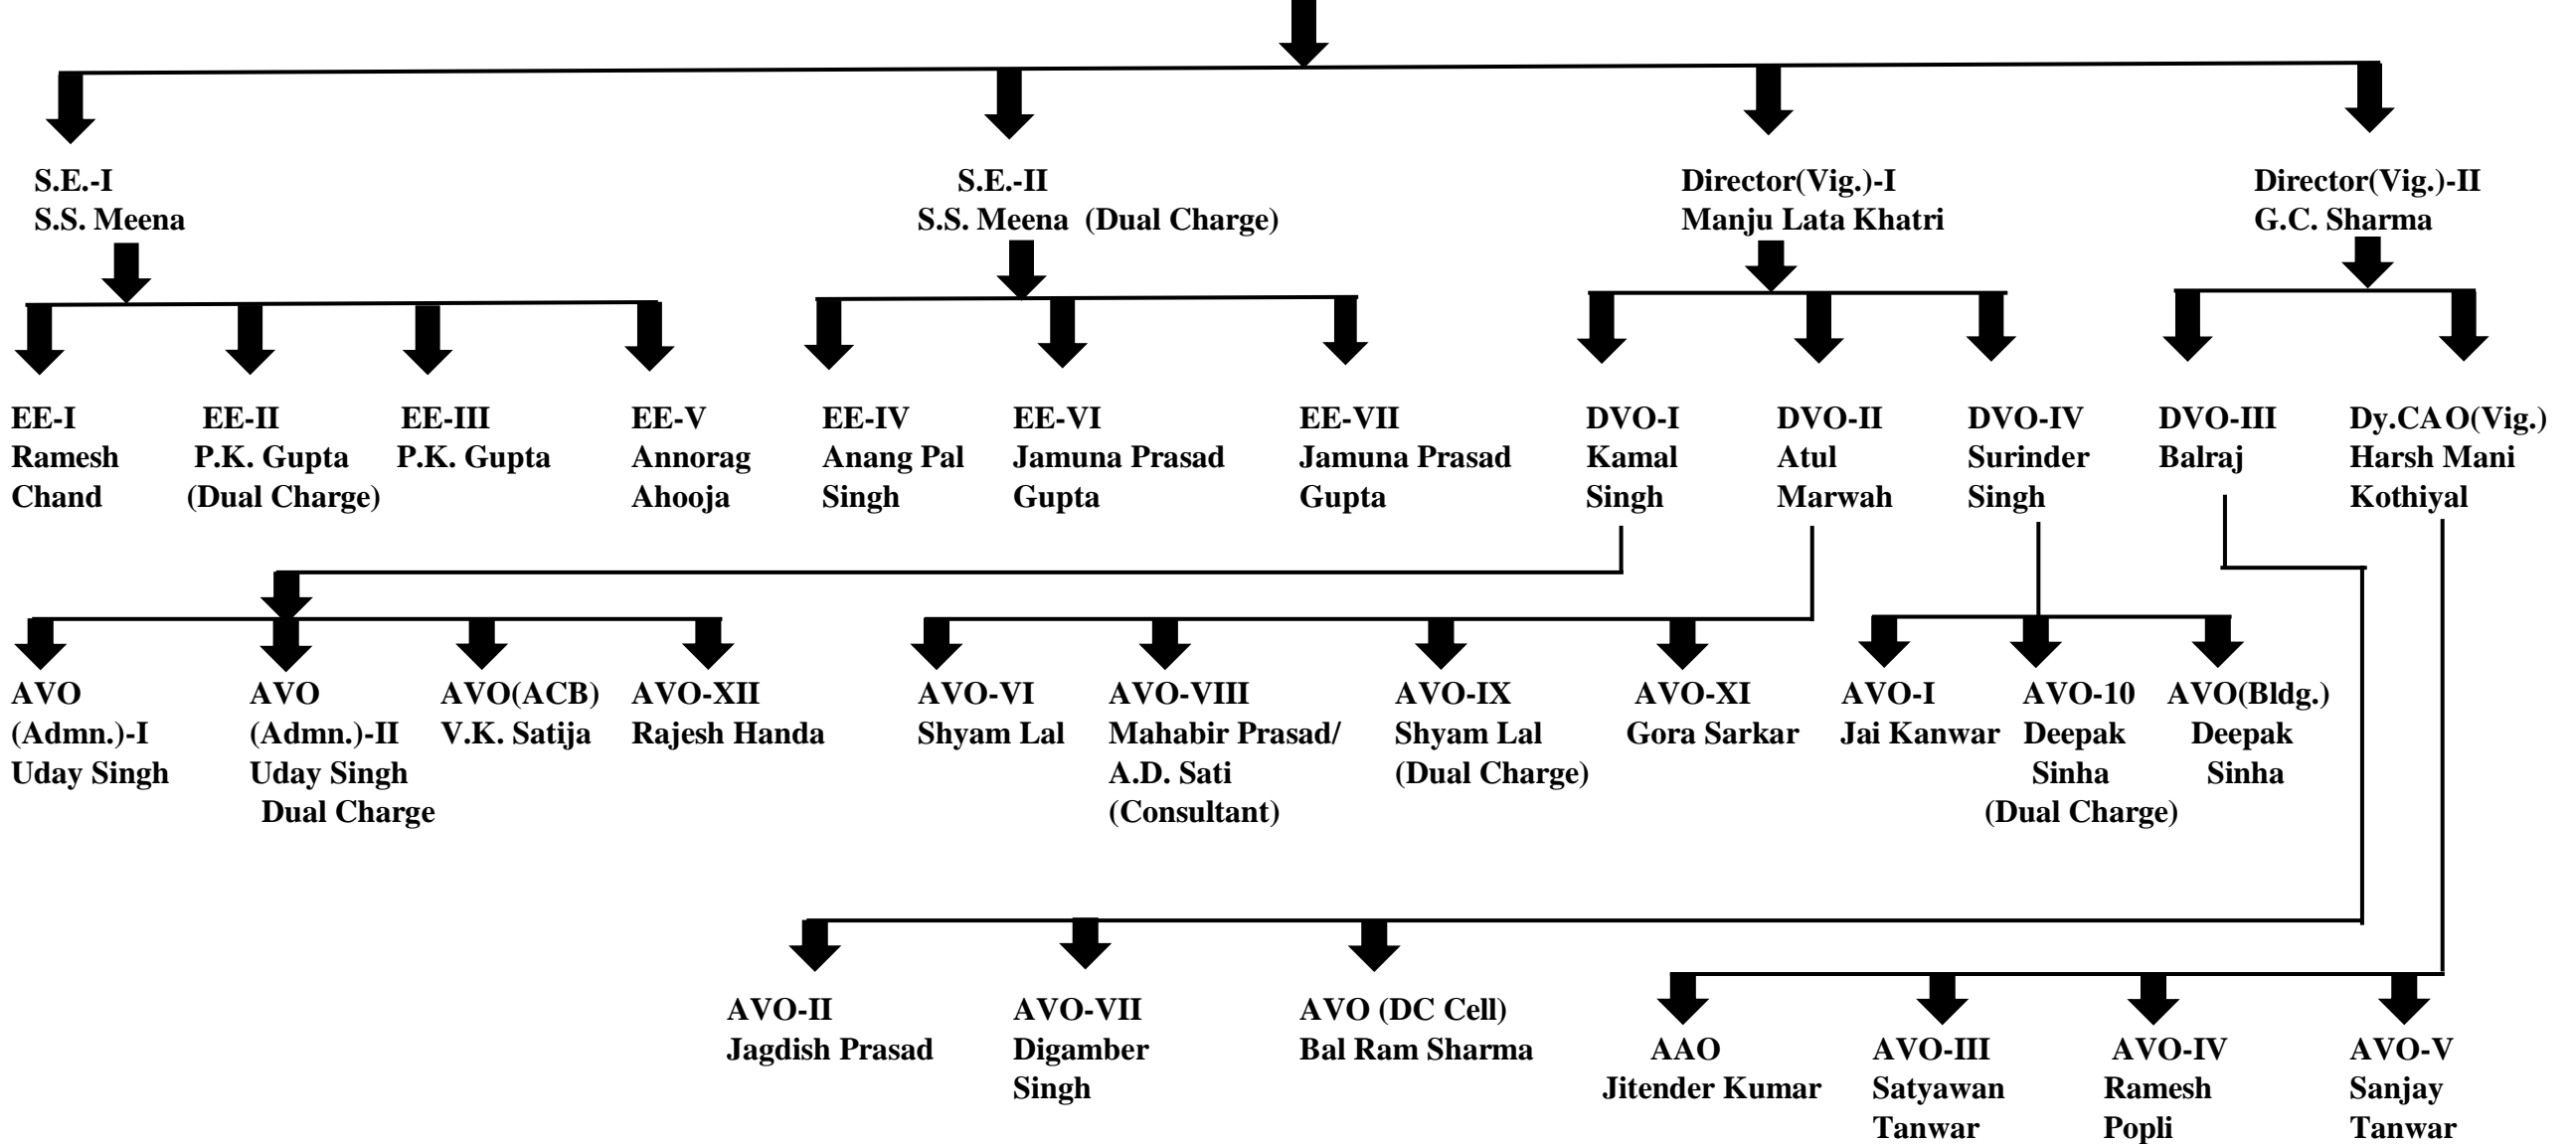 S.E.-I
S.S. Meena
S.E.-II
S.S. Meena (Dual Charge)
Director(Vig.)-I
Manju Lata Khatri
Director(Vig.)-II
G.C. Sharma
EE-I
Ramesh
Chand
EE-II
P.K. Gupta
(Dual Charge)
EE-III
P.K. Gupta
EE-V
Annorag
Ahooja
EE-IV
Anang Pal
Singh
EE-VI
Jamuna Prasad
Gupta
EE-VII
Jamuna Prasad
Gupta
DVO-I
Kamal
Singh
DVO-II
Atul
Marwah
DVO-IV
Surinder
Singh
DVO-III
Balraj
Dy.CAO(Vig.)
Harsh Mani
Kothiyal
AVO
(Admn.)-I
Uday Singh
AVO
(Admn.)-II
Uday Singh
Dual Charge
AVO(ACB)
V.K. Satija
AVO-XII
Rajesh Handa
AVO-VI
Shyam Lal
AVO-VIII
Mahabir Prasad/
A.D. Sati
(Consultant)
AVO-IX
Shyam Lal
(Dual Charge)
AVO-XI
Gora Sarkar
AVO-I
Jai Kanwar
AVO-10
Deepak
Sinha
(Dual Charge)
AVO(Bldg.)
Deepak
Sinha
AVO-II
Jagdish Prasad
AVO-VII
Digamber
Singh
AVO (DC Cell)
Bal Ram Sharma
AAO
Jitender Kumar
AVO-III
Satyawan
Tanwar
AVO-IV
Ramesh
Popli
AVO-V
Sanjay
Tanwar